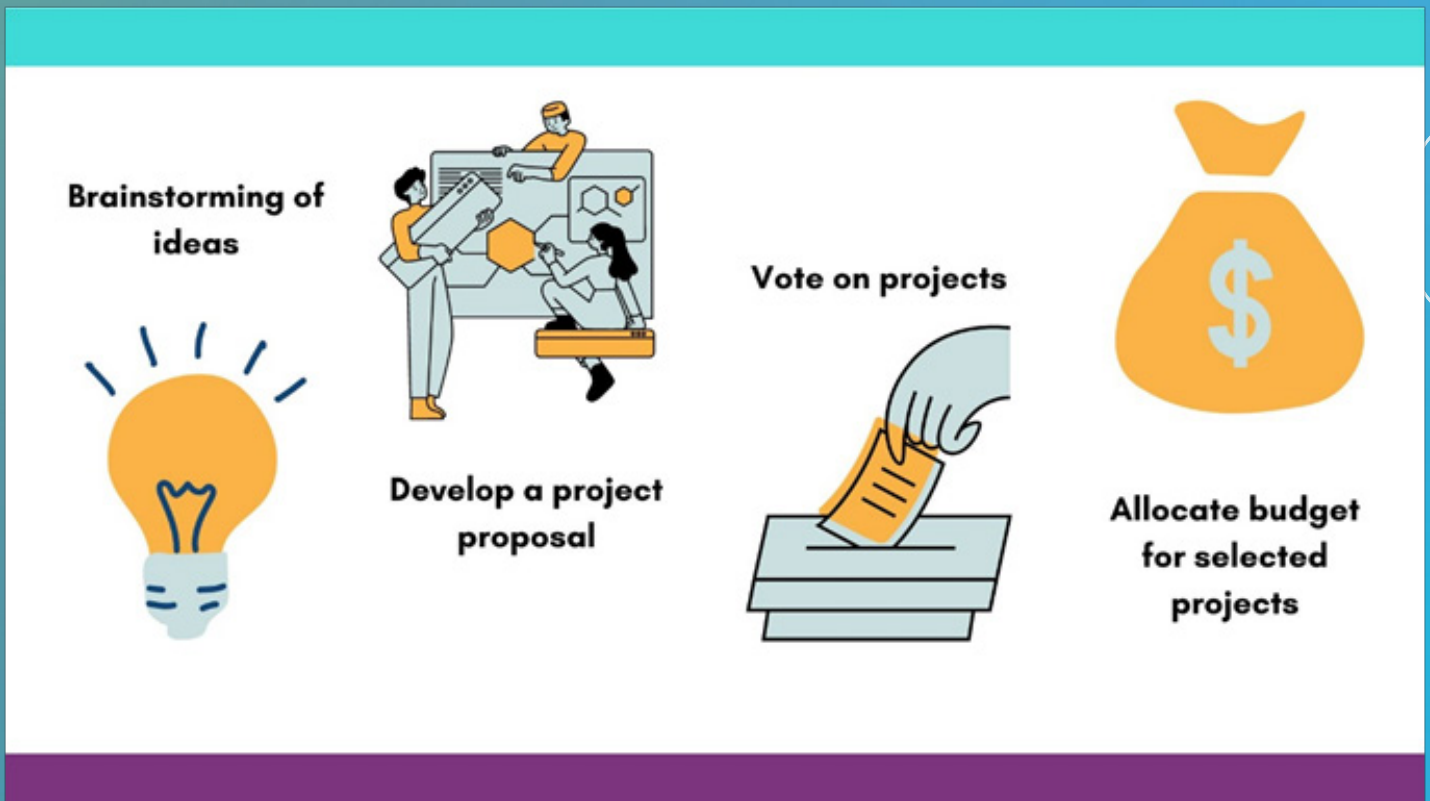 Brainstorming of
ideas
Develop a project
proposal
Vote on projects
$
Allocate budget
for selected
projects